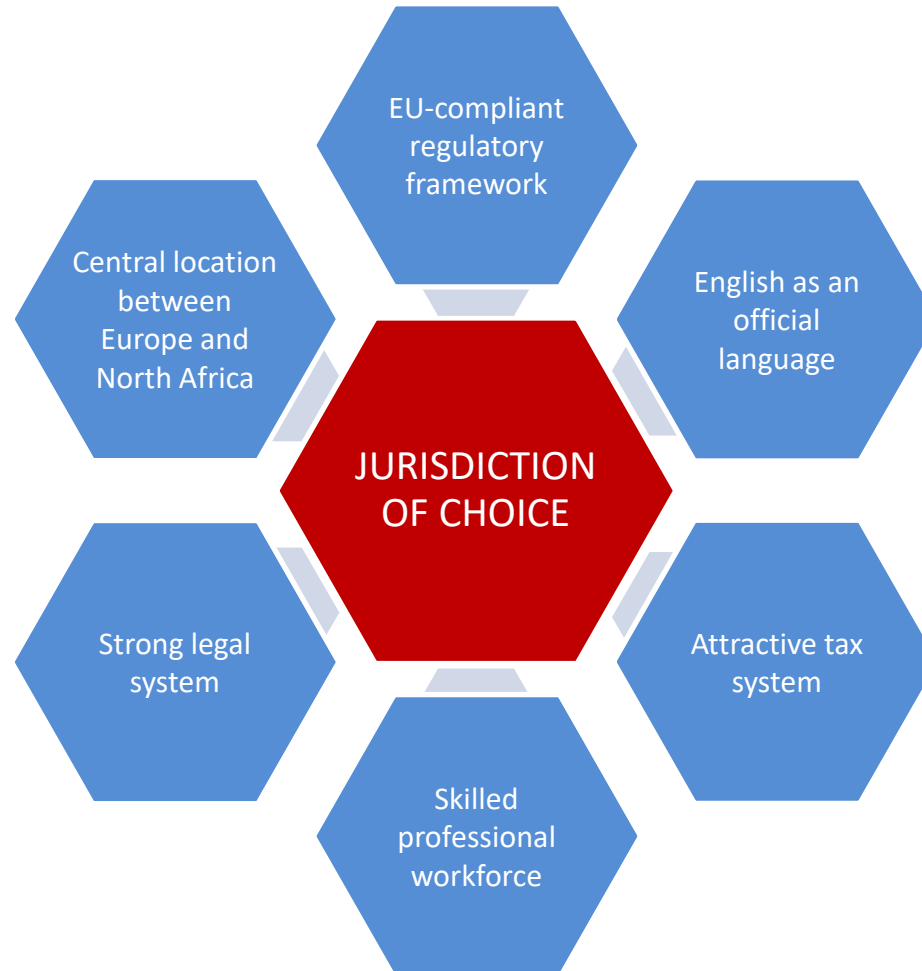 EU-compliant
regulatory
framework
Central location
between
Europe and
North Africa
English as an
official
language
JURISDICTION
OF CHOICE
Strong legal
system
Attractive tax
system
Skilled
professional
workforce